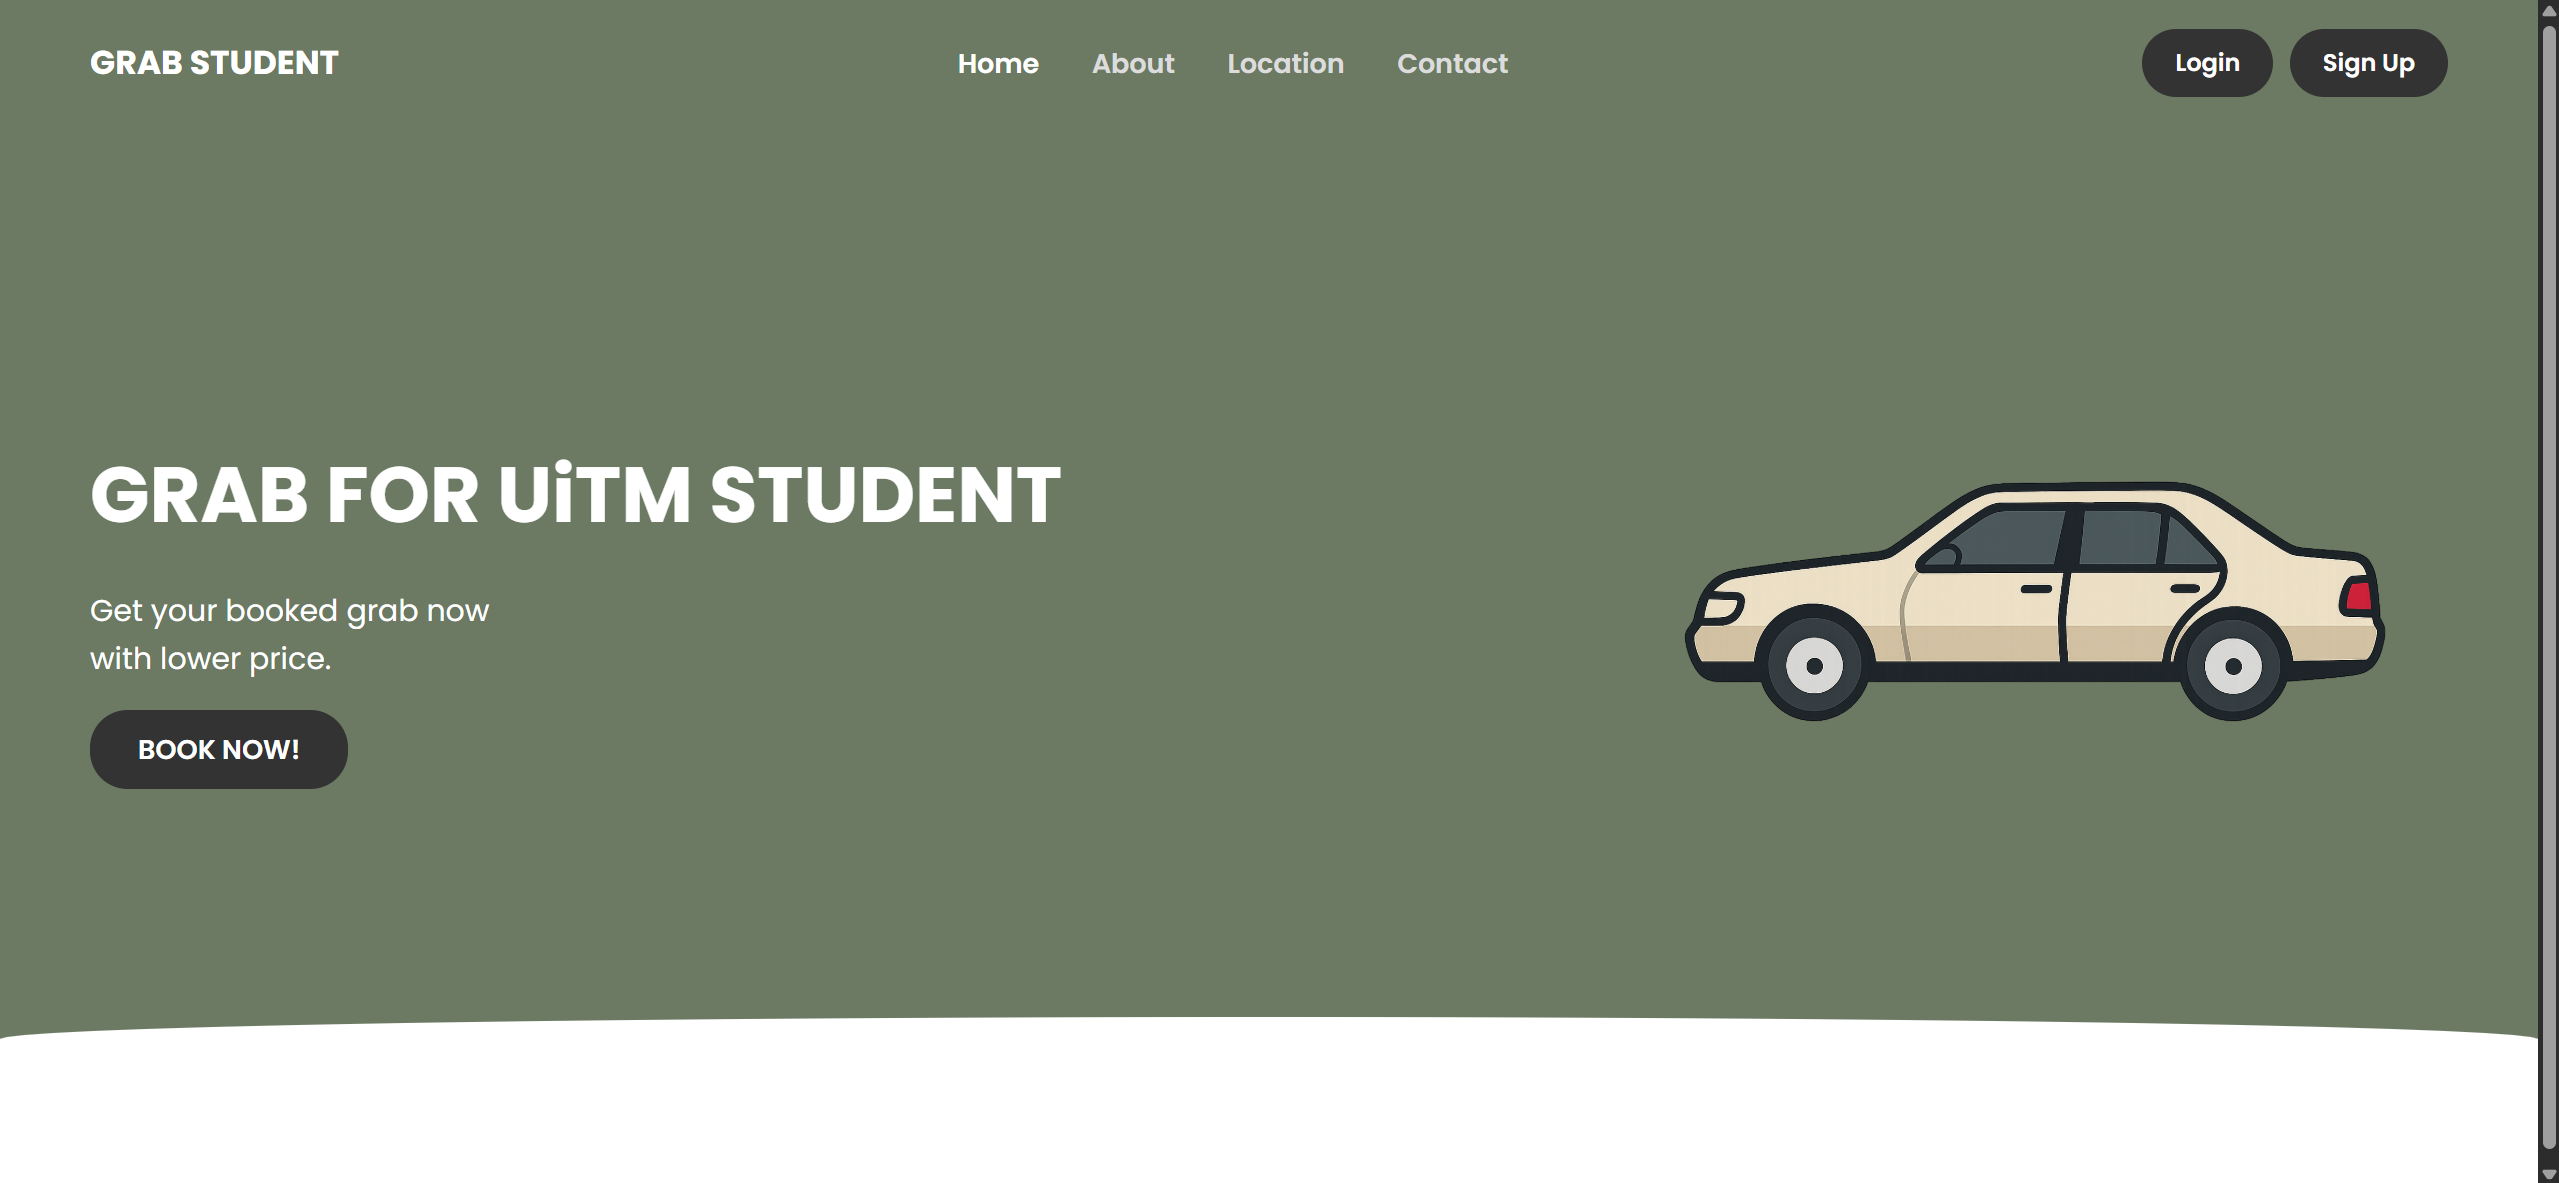 GRAB STUDENT
Home About Location Contact
Login Sign Up
GRAB FOR UiTM STUDENT
Get your booked grab now
with lower price.
BOOK NOW!